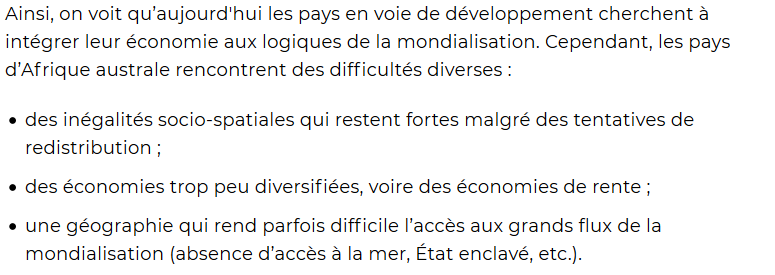 Ainsi, on voit qu’aujourd'hui les pays en voie de développement cherchent à
intégrer leur économie aux logiques de la mondialisation. Cependant, les pays
d’Afrique australe rencontrent des difficultés diverses :
• des inégalités socio-spatiales qui restent fortes malgré des tentatives de
redistribution ;
• des économies trop peu diversifiées, voire des économies de rente ;
• une géographie qui rend parfois difficile l’accès aux grands flux de la
mondialisation (absence d’accès à la mer, État enclavé, etc.).